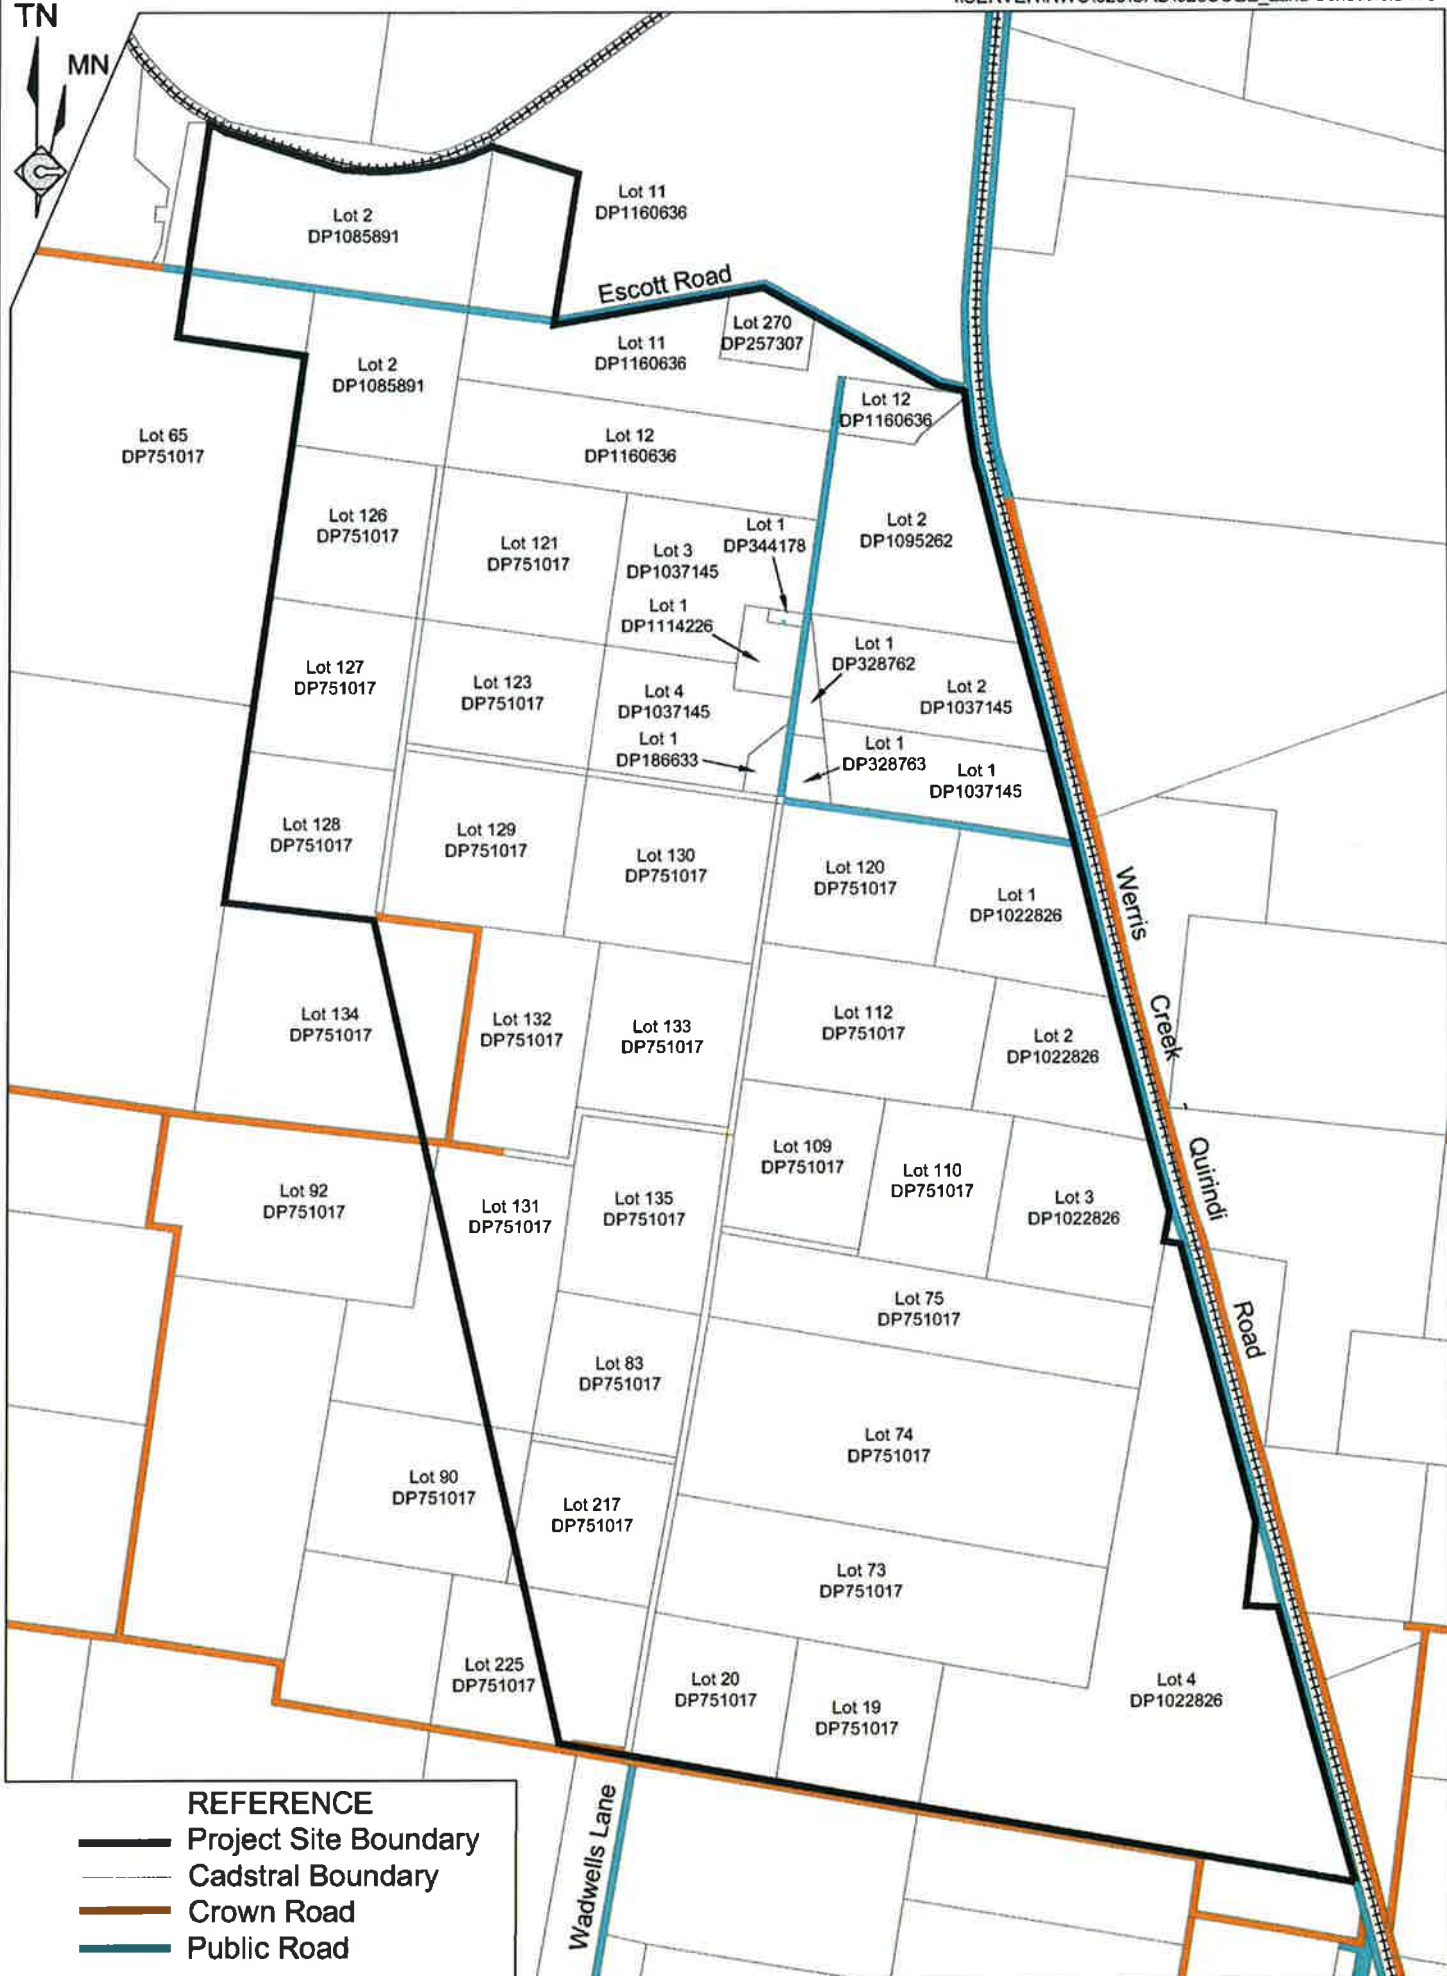 TN
MN
Lot 11
DP1160636
Lot 2
DP1085891
Escott Road
Lot 270
DP257307
Lot 11
DP1160636
Lot 2
DP1085891
Lot 12
DP1160636
Lot 65
DP751017
Lot 12
DP1160636
Lot 126
DP751017
Lot 121
DP751017
Lot 3
DP1037145
Lot 1
DP344178
Lot 2
DP1095262
Lot 1
DP1114226
Lot 127
DP751017
Lot 123
DP751017
Lot 4
DP1037145
Lot 1
DP328762
Lot 2
DP1037145
Lot 1
DP186633
Lot 1
DP328763
Lot 1
DP1037145
Lot 128
DP751017
Lot 129
DP751017
Lot 130
DP751017
Lot 120
DP751017
Lot 1
DP1022826
Werris
Creek
-
Quirindi
Road
Lot 134
DP751017
Lot 132
DP751017
Lot 133
DP751017
Lot 112
DP751017
Lot 2
DP1022826
Lot 109
DP751017
Lot 110
DP751017
Lot 3
DP1022826
Lot 92
DP751017
Lot 131
DP751017
Lot 135
DP751017
Lot 75
DP751017
Lot 83
DP751017
Lot 74
DP751017
Lot 90
DP751017
Lot 217
DP751017
Lot 73
DP751017
Lot 225
DP751017
Lot 20
DP751017
Lot 19
DP751017
Lot 4
DP1022826
Wadwells Lane
REFERENCE
Project Site Boundary
Cadstral Boundary
Crown Road
Public Road